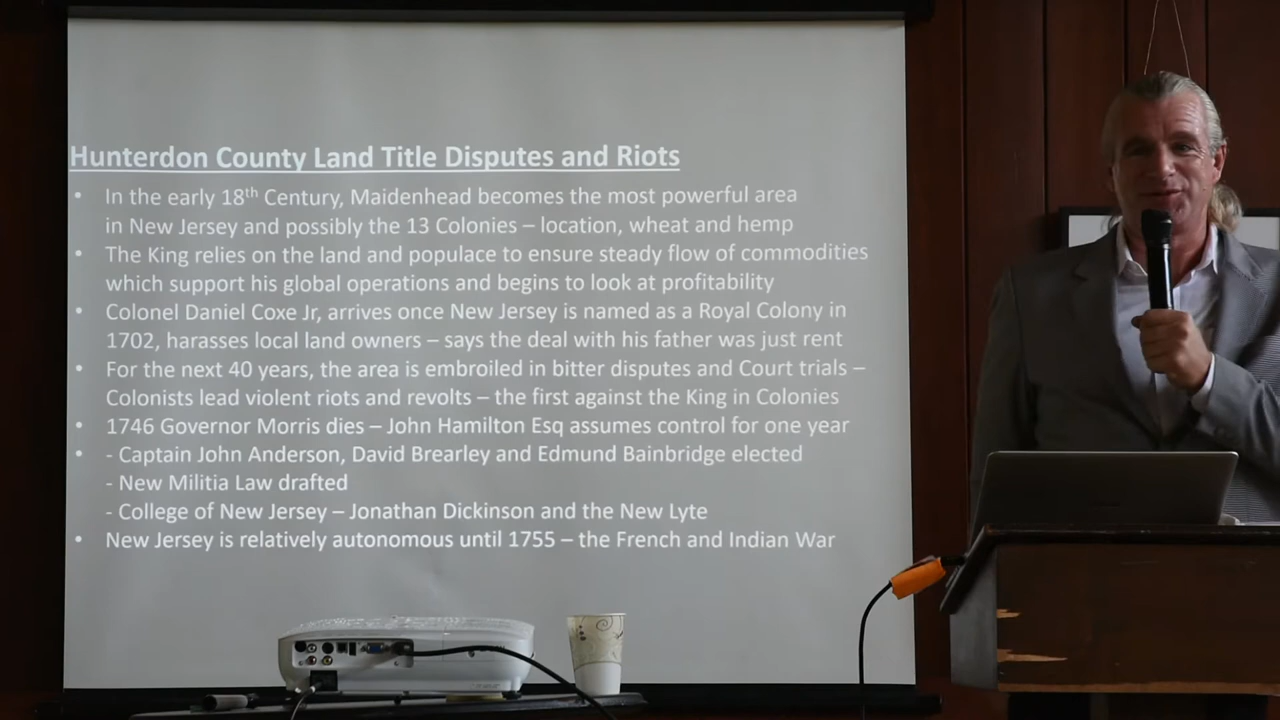 Hunterdon County Land Title Disputes and Riots
• In the early 18th Century, Maidenhead becomes the most powerful area
in New Jersey and possibly the 13 Colonies – location, wheat and hemp
• The King relies on the land and populace to ensure steady flow of commodities
which support his global operations and begins to look at profitability
• Colonel Daniel Coxe Jr, arrives once New Jersey is named as a Royal Colony in
1702, harasses local land owners – says the deal with his father was just rent
• For the next 40 years, the area is embroiled in bitter disputes and Court trials –
Colonists lead violent riots and revolts – the first against the King in Colonies
• 1746 Governor Morris dies – John Hamilton Esq assumes control for one year
• - Captain John Anderson, David Brearley and Edmund Bainbridge elected
- New Militia Law drafted
- College of New Jersey – Jonathan Dickinson and the New Lyte
• New Jersey is relatively autonomous until 1755 – the French and Indian War